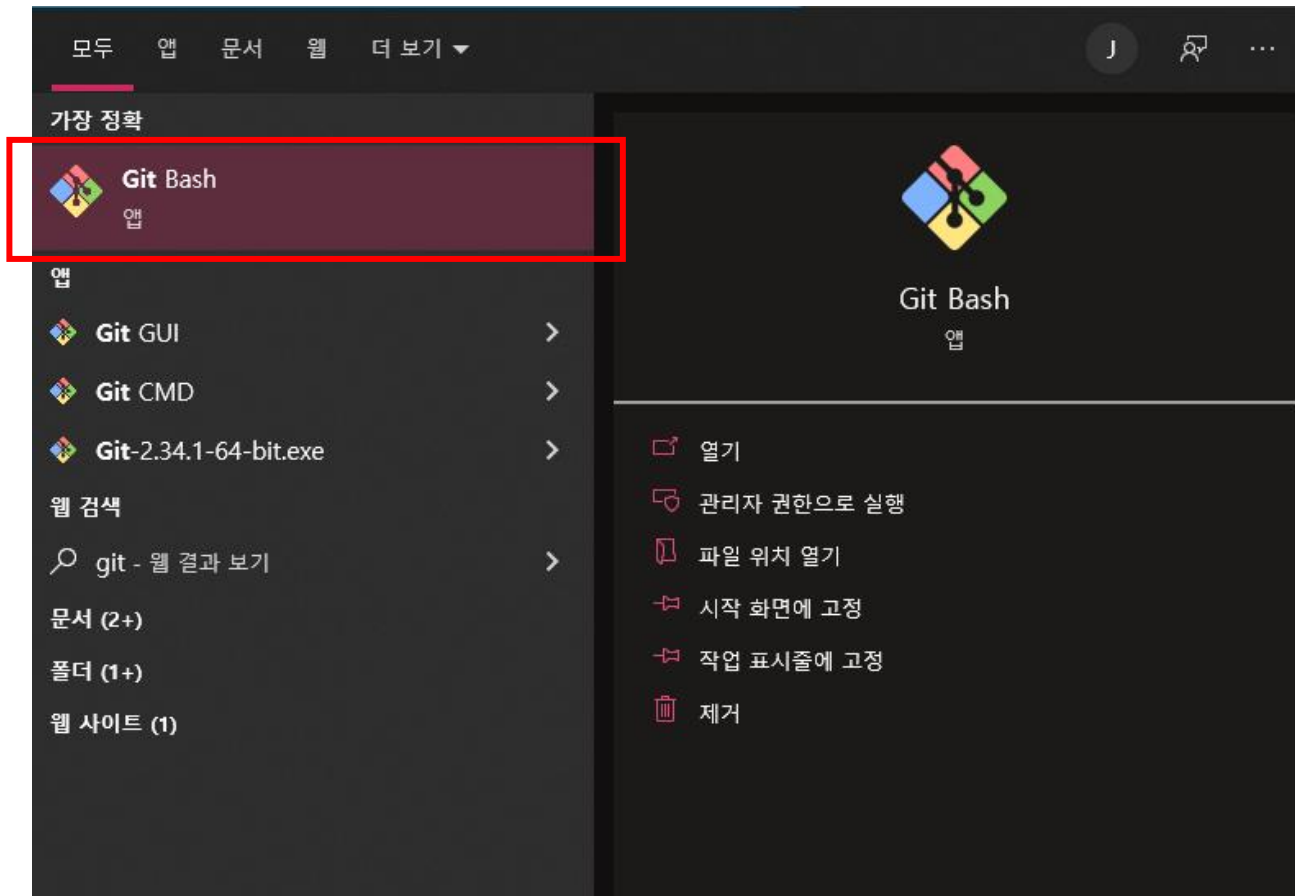 모두 앱 문서 웹 더 보기
J
가장 정확
Git Bash
앱
앱
Git GUI
Git CMD
Git-2.34.1-64-bit.exe
웹 검색
git - 웹 결과 보기
문서 (2+)
폴더 (1+)
웹 사이트 (1)
Git Bash
앱
열기
관리자 권한으로 실행
파일 위치 열기
시작 화면에 고정
작업 표시줄에 고정
제거